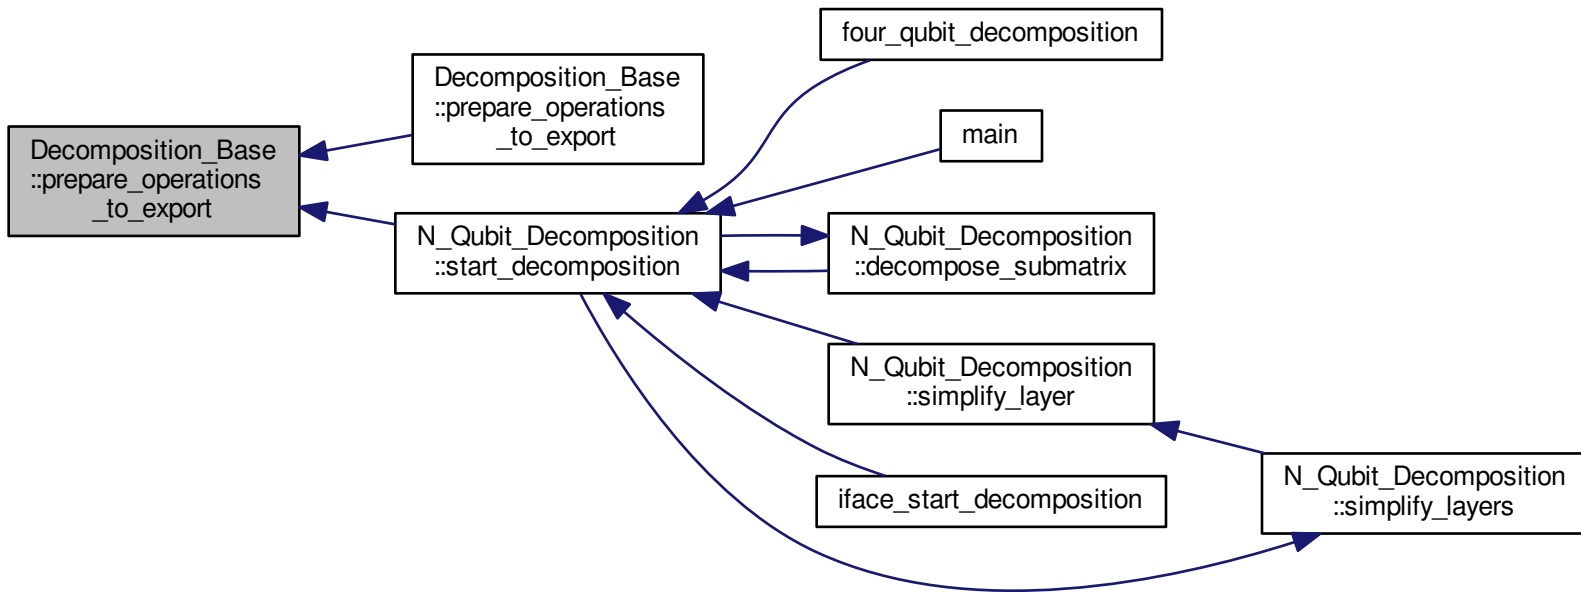 Decomposition_Base
::prepare_operations
_to_export
Decomposition_Base
::prepare_operations
_to_export
N_Qubit_Decomposition
::start_decomposition
four_qubit_decomposition
main
N_Qubit_Decomposition
::decompose_submatrix
N_Qubit_Decomposition
::simplify_layer
iface_start_decomposition
N_Qubit_Decomposition
::simplify_layers